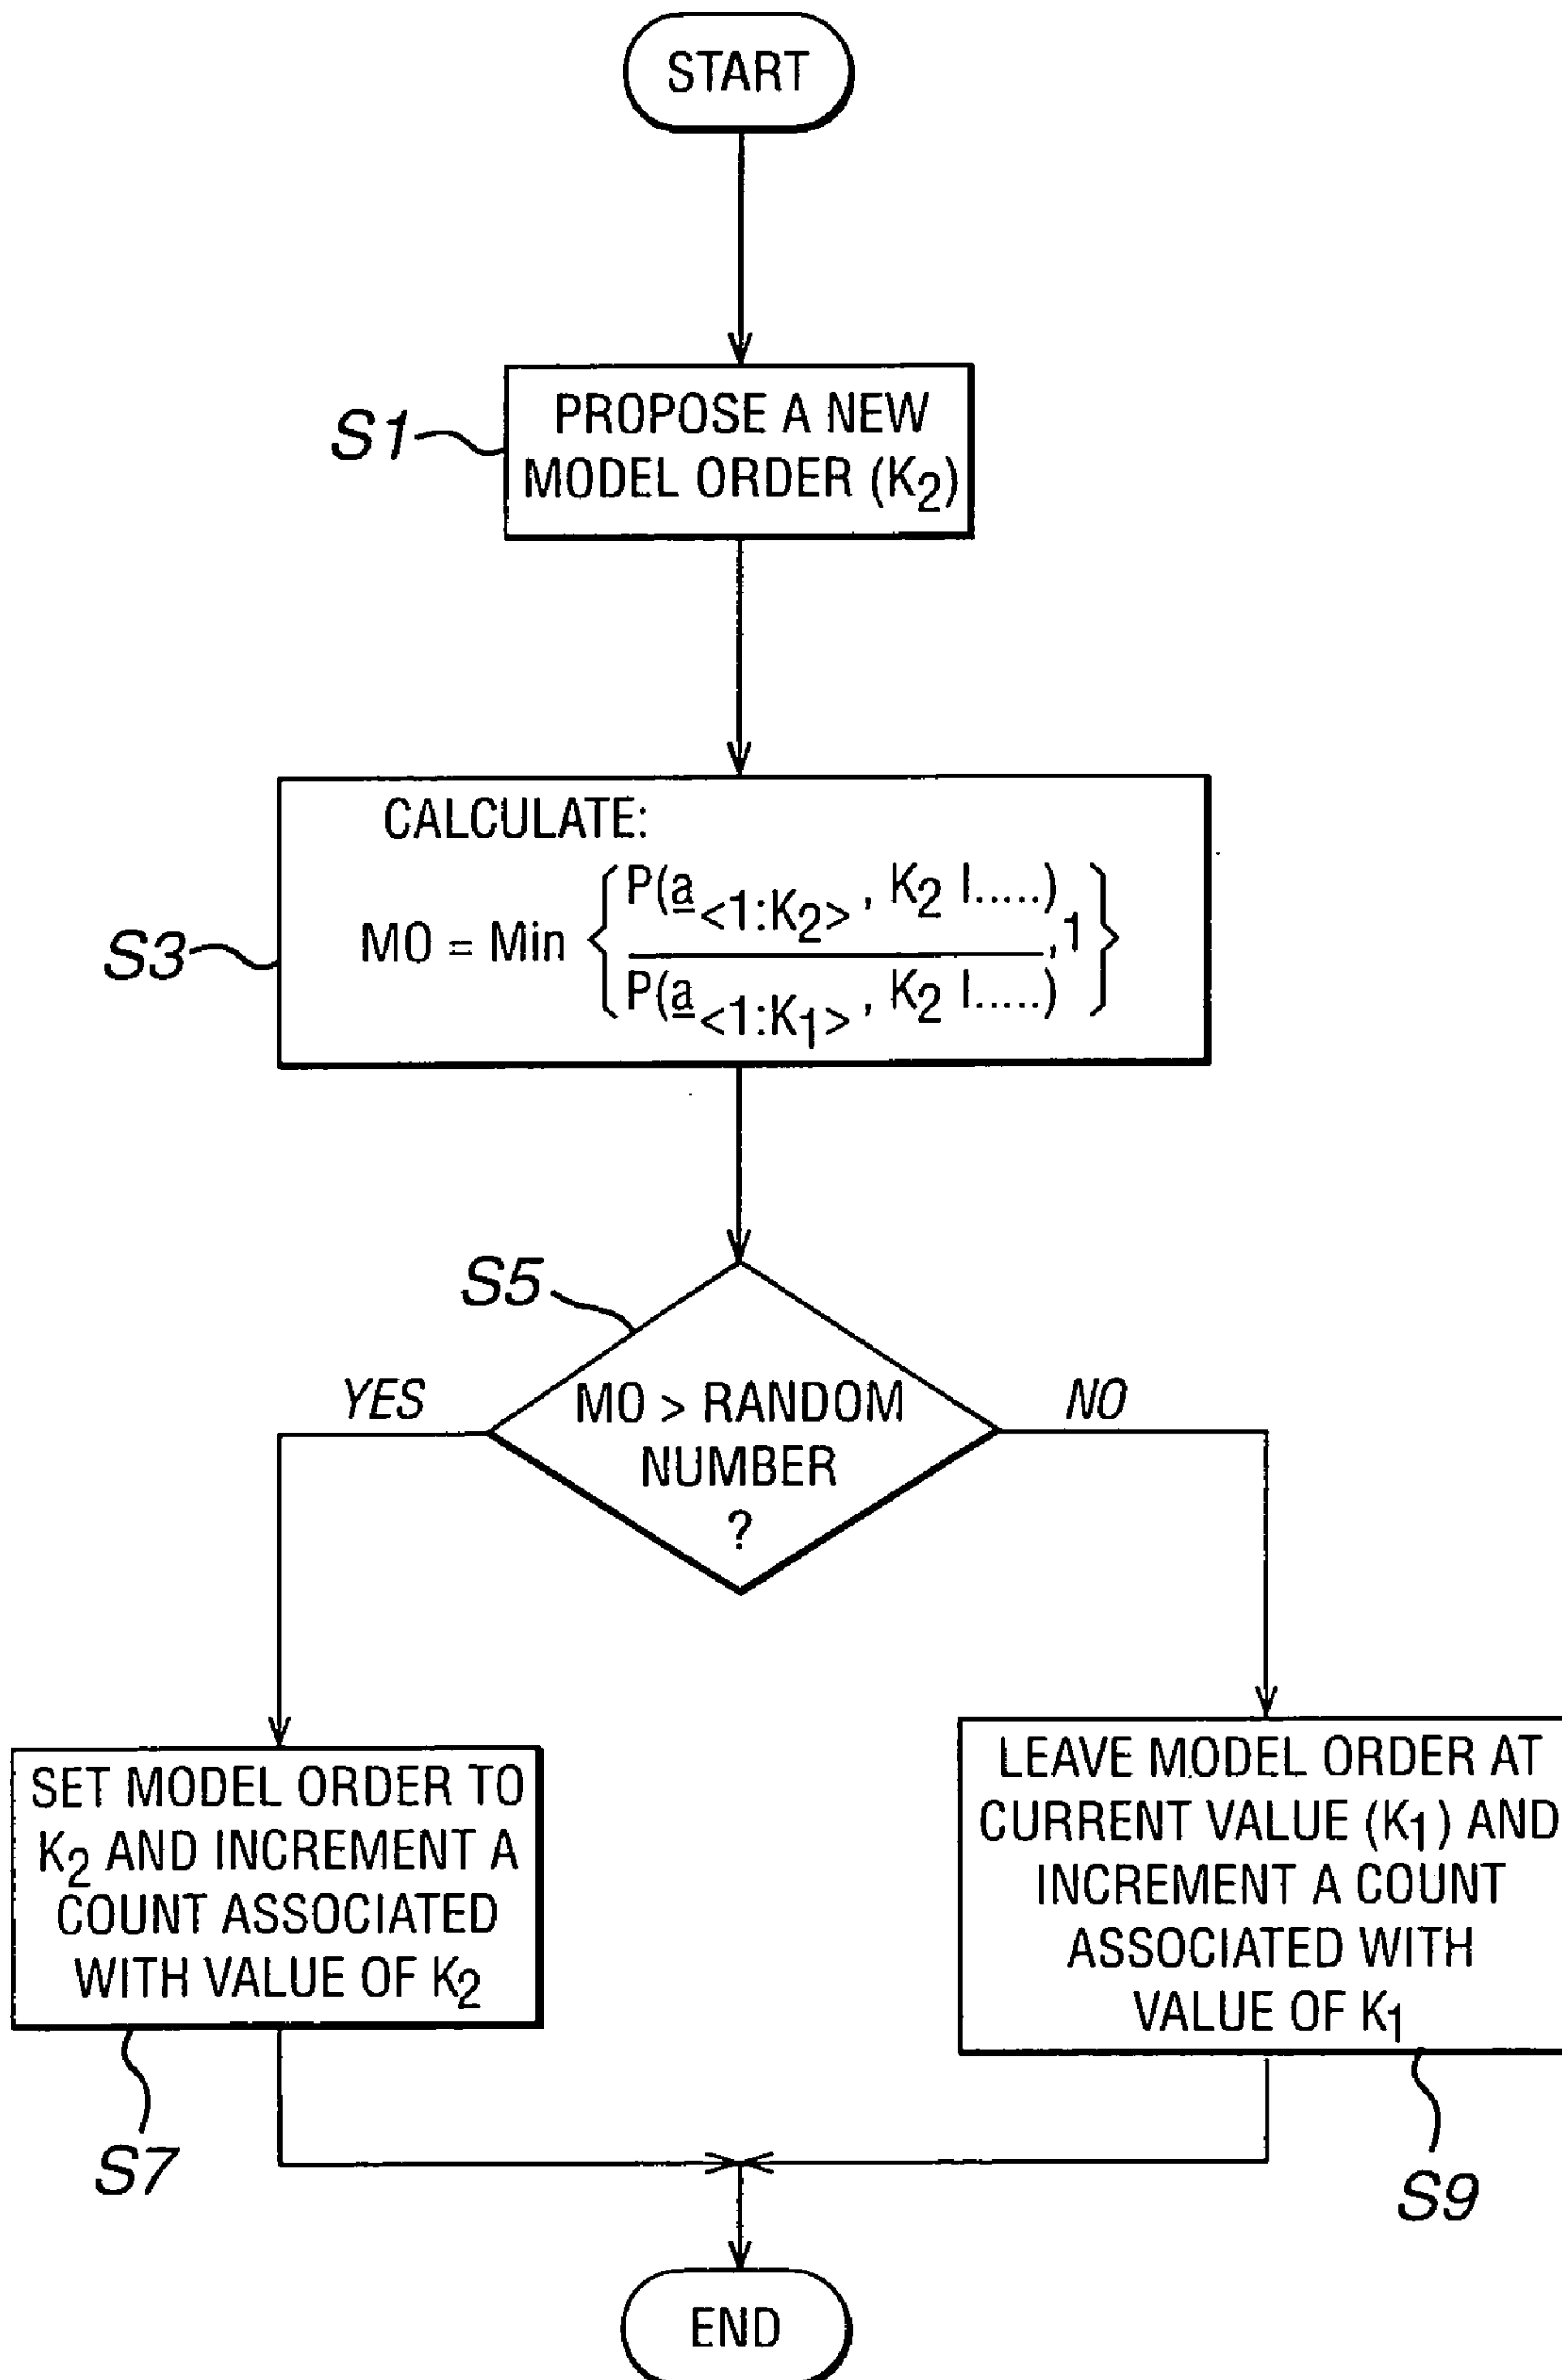 START
S1
PROPOSE A NEW
MODEL ORDER (K2)
S3
CALCULATE:
MO = Min { P(a<1:K2> , K2 I.....) / P(a<1:K1> , K2 I.....) ,1 }
S5
YES
MO > RANDOM
NUMBER
?
NO
SET MODEL ORDER TO
K2 AND INCREMENT A
COUNT ASSOCIATED
WITH VALUE OF K2
S7
LEAVE MODEL ORDER AT
CURRENT VALUE (K1) AND
INCREMENT A COUNT
ASSOCIATED WITH
VALUE OF K1
S9
END